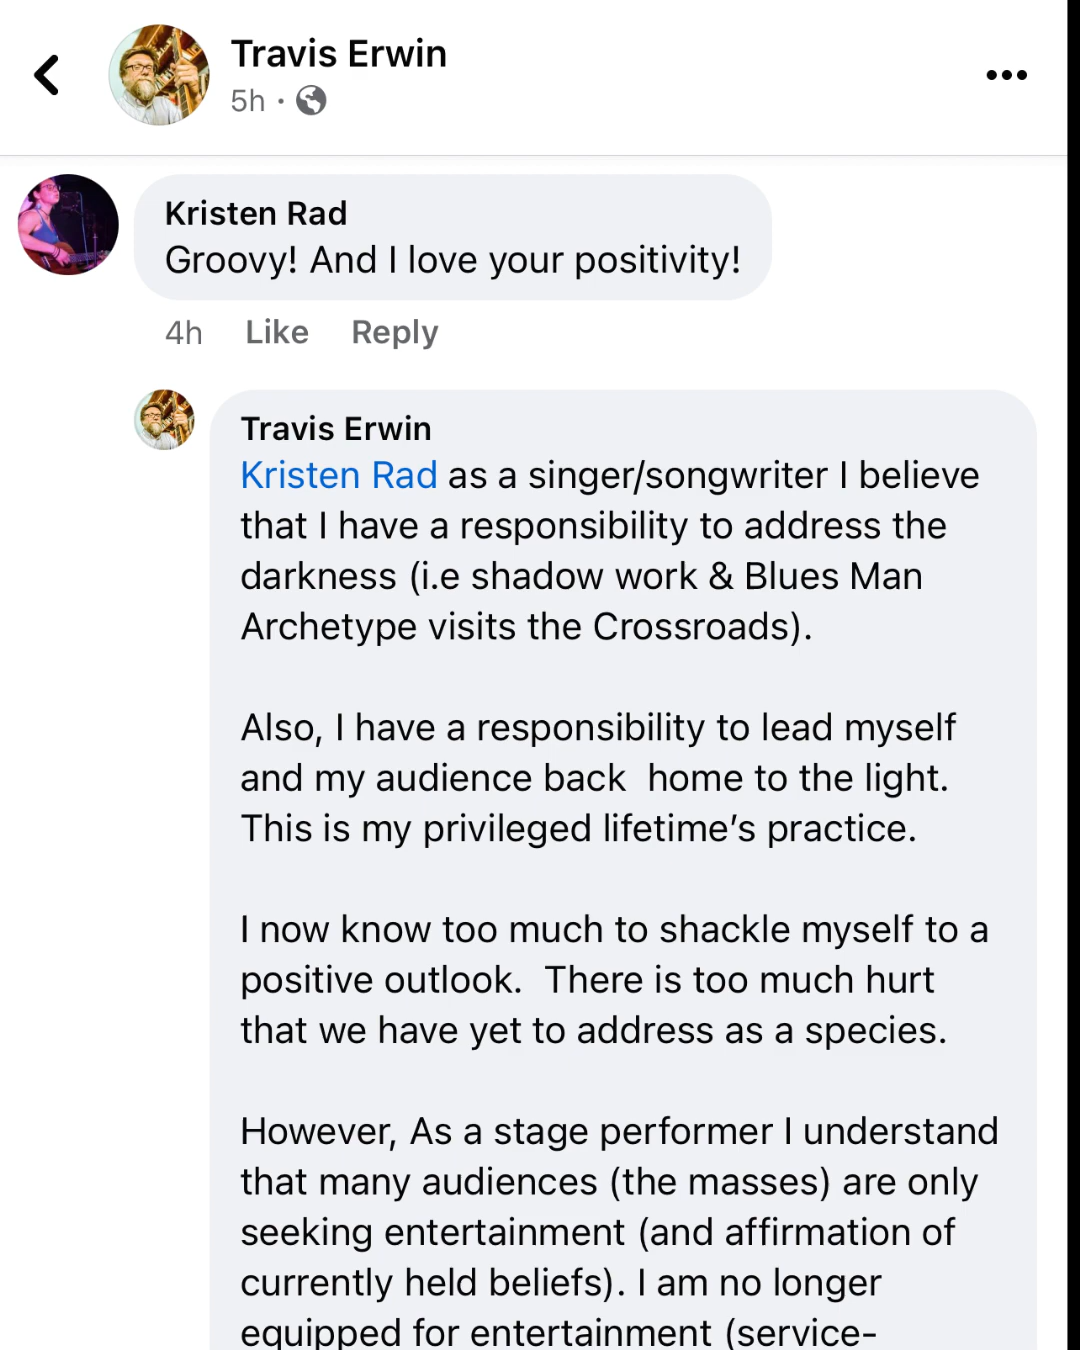 Travis Erwin
5h ·
Kristen Rad
Groovy! And I love your positivity!
4h Like Reply
Travis Erwin
Kristen Rad as a singer/songwriter I believe
that I have a responsibility to address the
darkness (i.e shadow work & Blues Man
Archetype visits the Crossroads).
Also, I have a responsibility to lead myself
and my audience back  home to the light.
This is my privileged lifetime’s practice.
I now know too much to shackle myself to a
positive outlook.  There is too much hurt
that we have yet to address as a species.
However, As a stage performer I understand
that many audiences (the masses) are only
seeking entertainment (and affirmation of
currently held beliefs). I am no longer
equipped for entertainment (service-